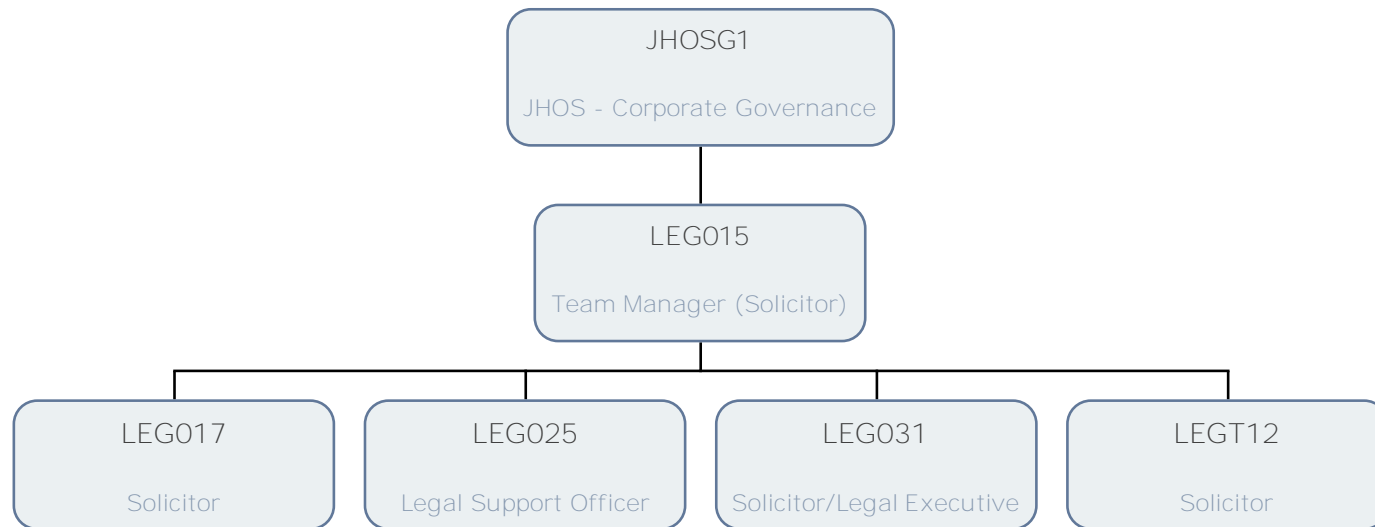 JHOSG1
JHOS - Corporate Governance
LEG015
Team Manager (Solicitor)
LEG017
Solicitor
LEG025
Legal Support Officer
LEG031
Solicitor/Legal Executive
LEGT12
Solicitor